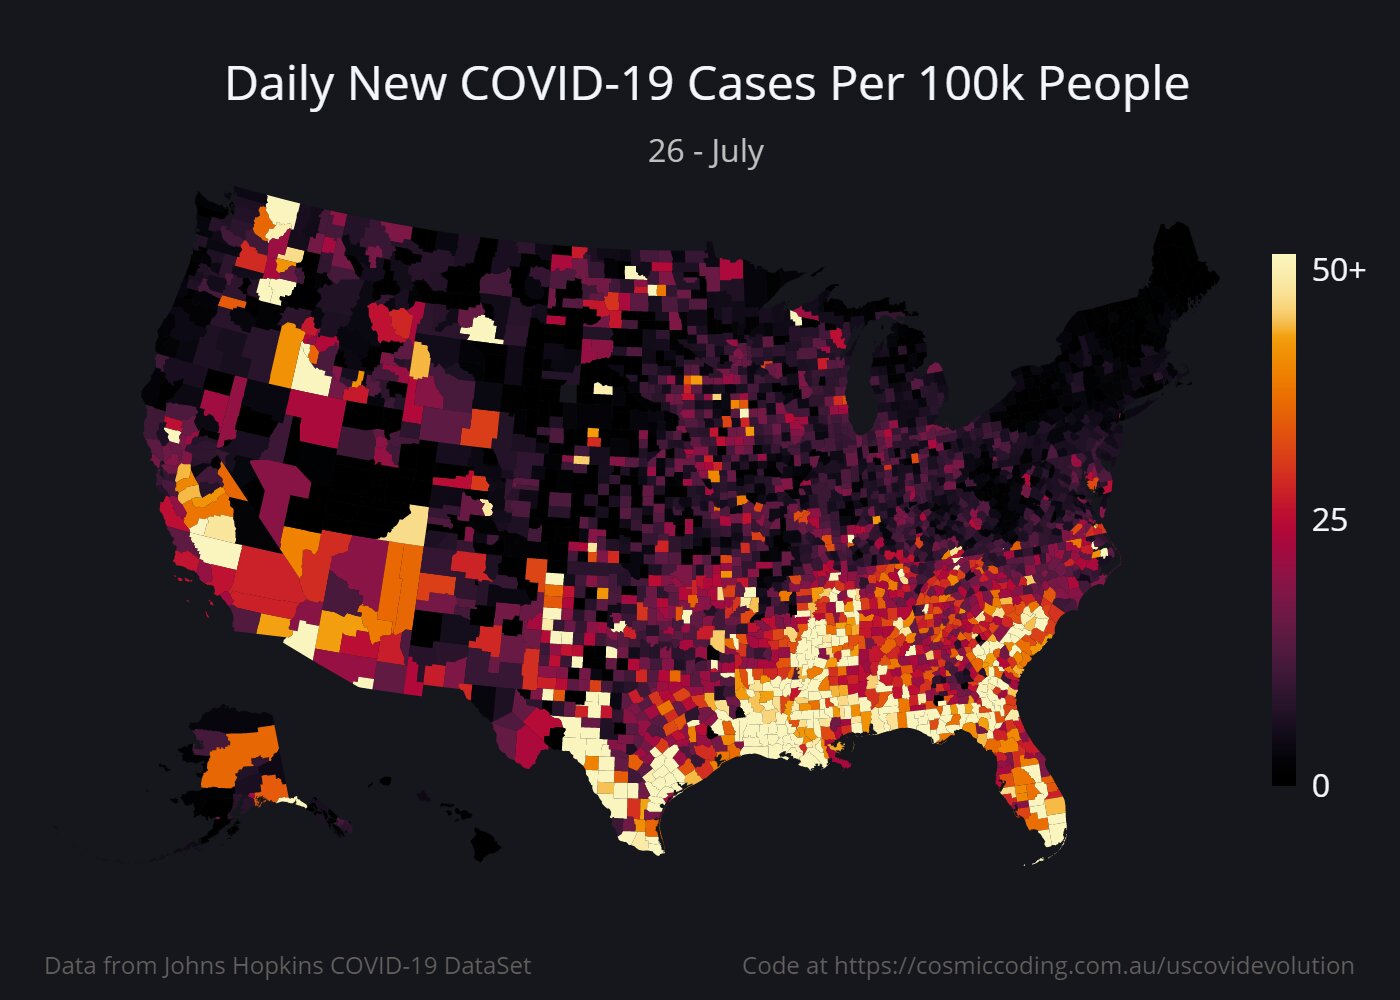 Daily New COVID-19 Cases Per 100k People
26 - July
50+
25
0
Data from Johns Hopkins COVID-19 DataSet
Code at https://cosmiccoding.com.au/uscovidevolution